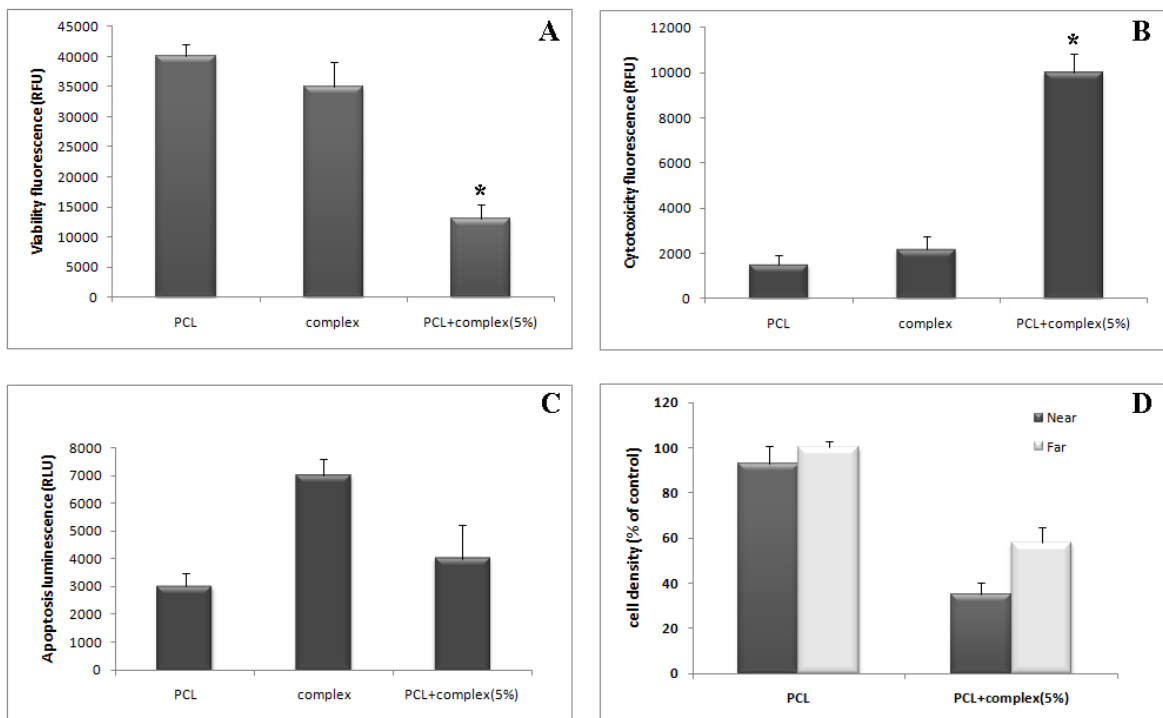 A
Viability fluorescence (RFU)
45000
40000
35000
30000
25000
20000
15000
10000
5000
0
*
PCL
complex
PCL+complex(5%)
B
Cytotoxicity fluorescence (RFU)
12000
10000
8000
6000
4000
2000
0
*
PCL
complex
PCL+complex(5%)
C
Apoptosis luminescence (RLU)
8000
7000
6000
5000
4000
3000
2000
1000
0
PCL
complex
PCL+complex(5%)
D
cell density (% of control)
120
100
80
60
40
20
0
Near
Far
PCL
PCL+complex(5%)